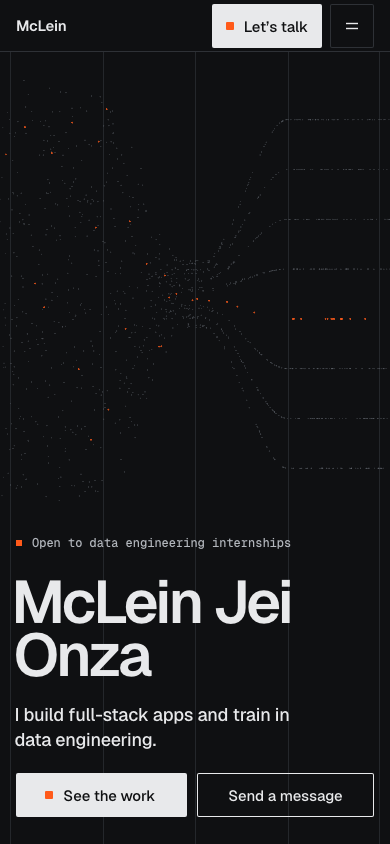 McLein
Let's talk
Open to data engineering internships
McLein Jei
Onza
I build full-stack apps and train in
data engineering.
See the work
Send a message